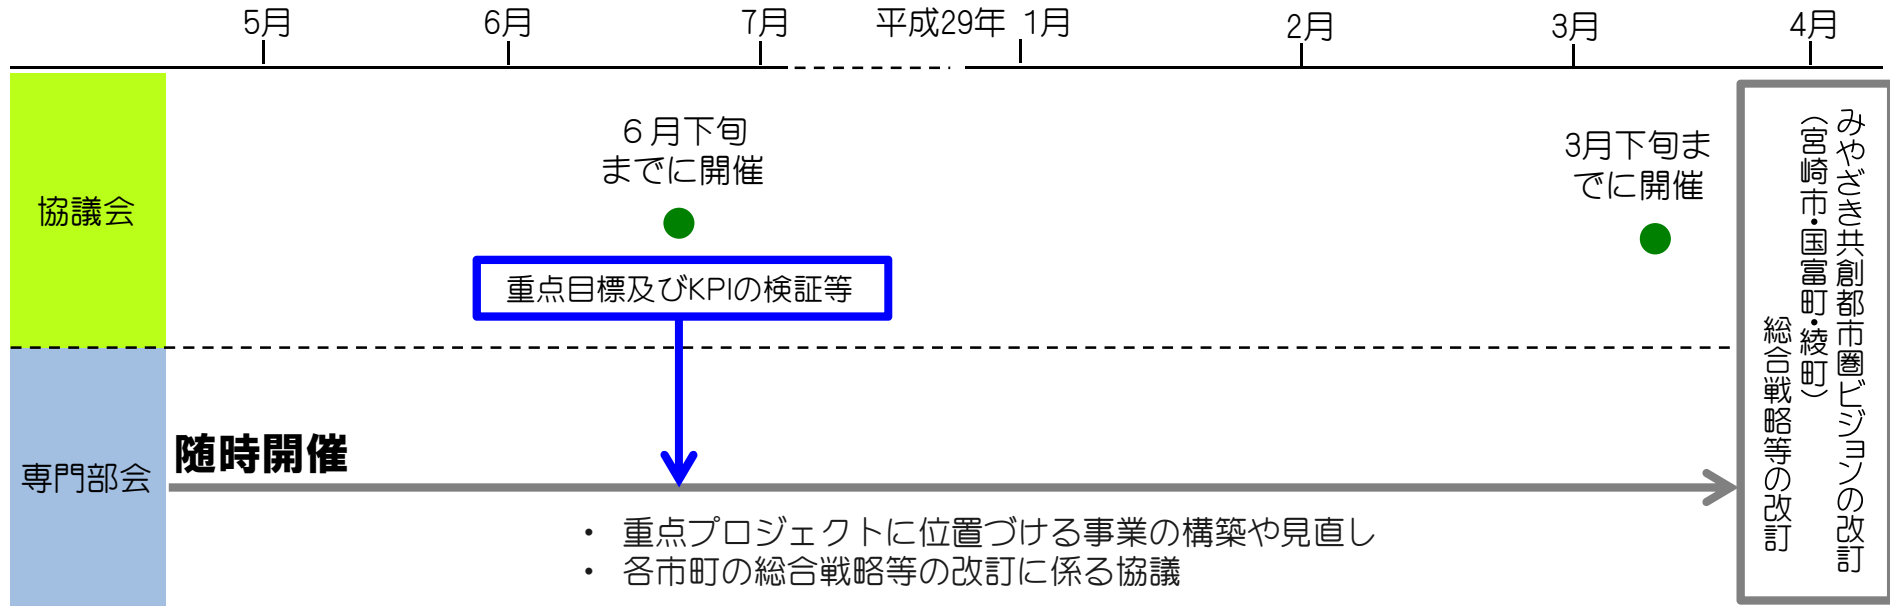 5月
6月
7月
平成29年 1月
2月
3月
4月
協議会
6月下旬
までに開催
3月下旬ま
でに開催
重点目標及びKPIの検証等
専門部会
随時開催
・ 重点プロジェクトに位置づける事業の構築や見直し
・ 各市町の総合戦略等の改訂に係る協議
みやざき共創都市圏ビジョンの改訂
（宮崎市・国富町・綾町）
総合戦略等の改訂